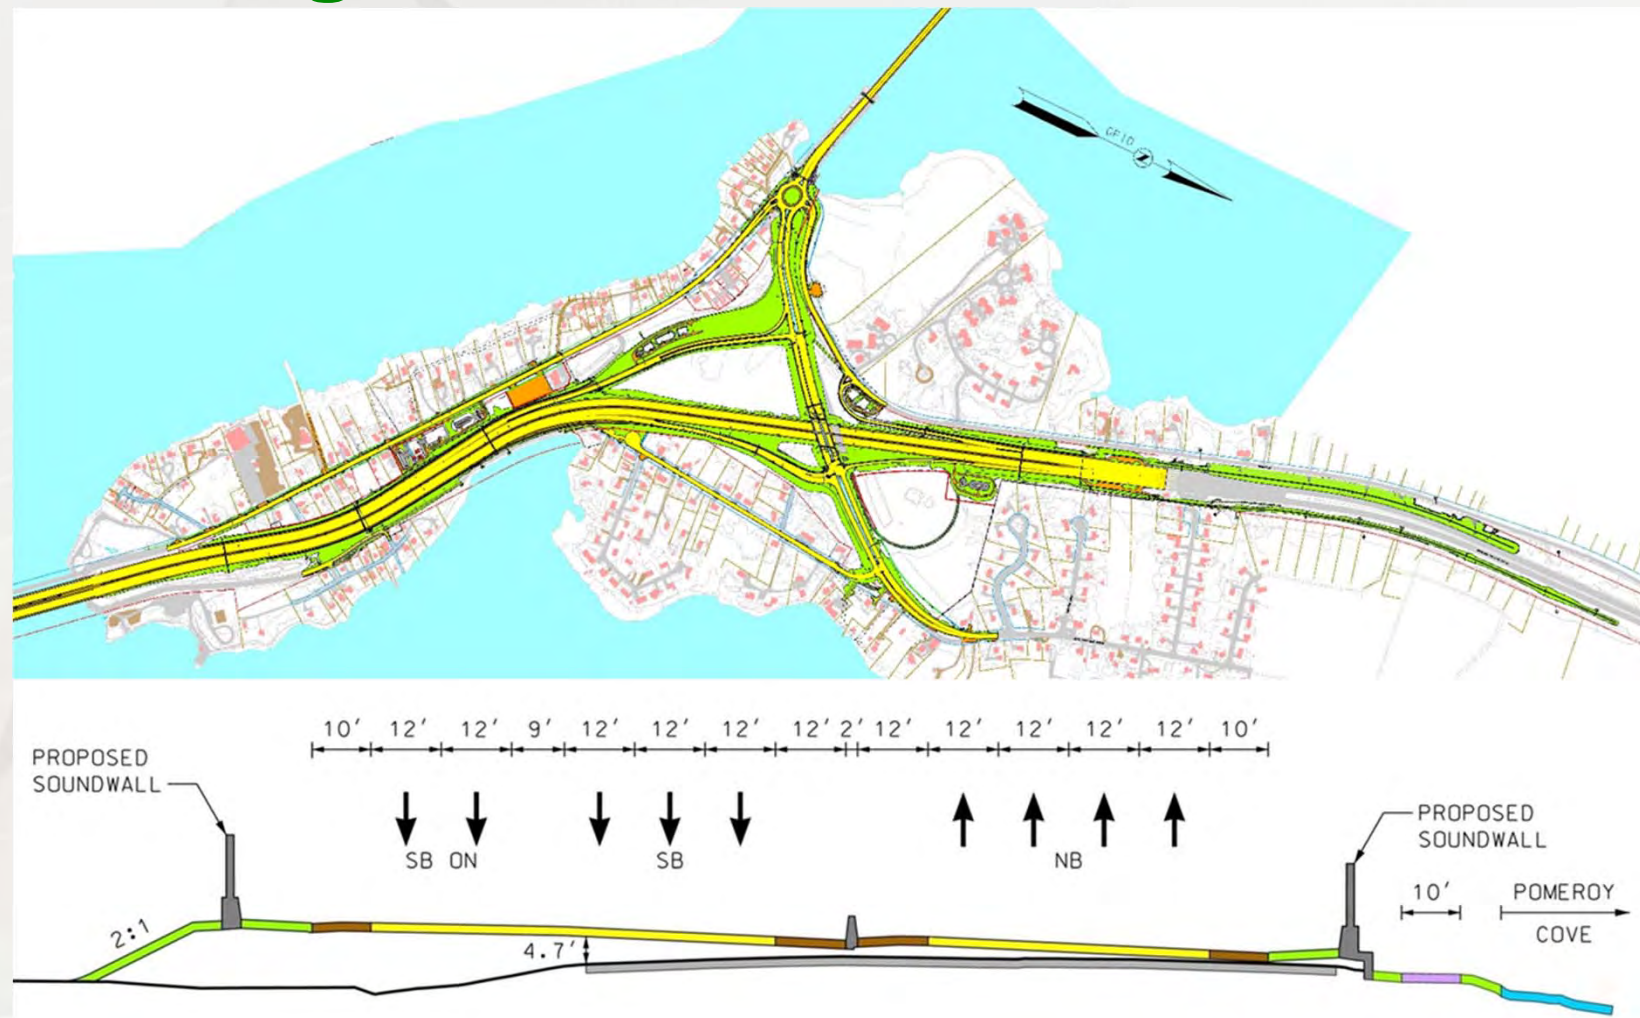 GFID
Z
10' 12' 12' 9' 12' 12' 12' 12' 2' 12' 12' 12' 12' 12' 10'
PROPOSED
SOUNDWALL
PROPOSED
SOUNDWALL
SB ON
SB
NB
10'
POMEROY
COVE
2:1
4.7'